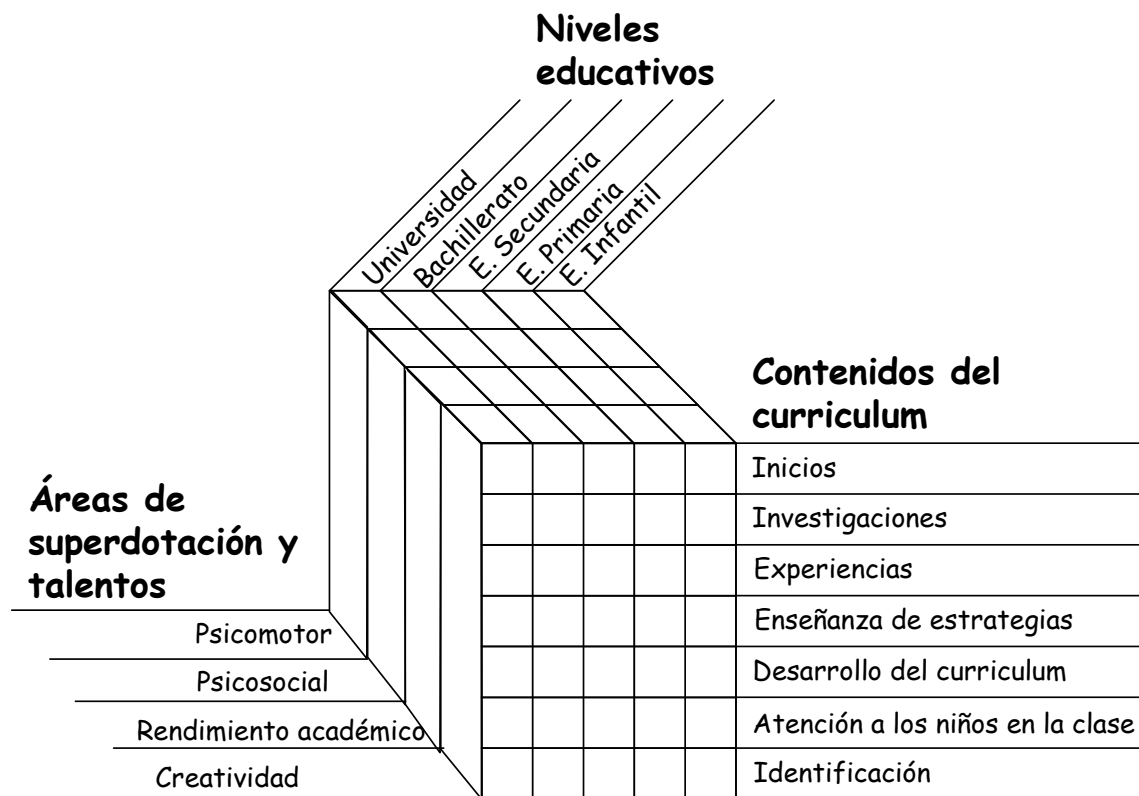 Niveles
educativos
Universidad
Bachillerato
E. Secundaria
E. Primaria
E. Infantil
Contenidos del
curriculum
Inicios
Investigaciones
Experiencias
Enseñanza de estrategias
Desarrollo del curriculum
Atención a los niños en la clase
Identificación
Áreas de
superdotación y
talentos
Psicomotor
Psicosocial
Rendimiento académico
Creatividad